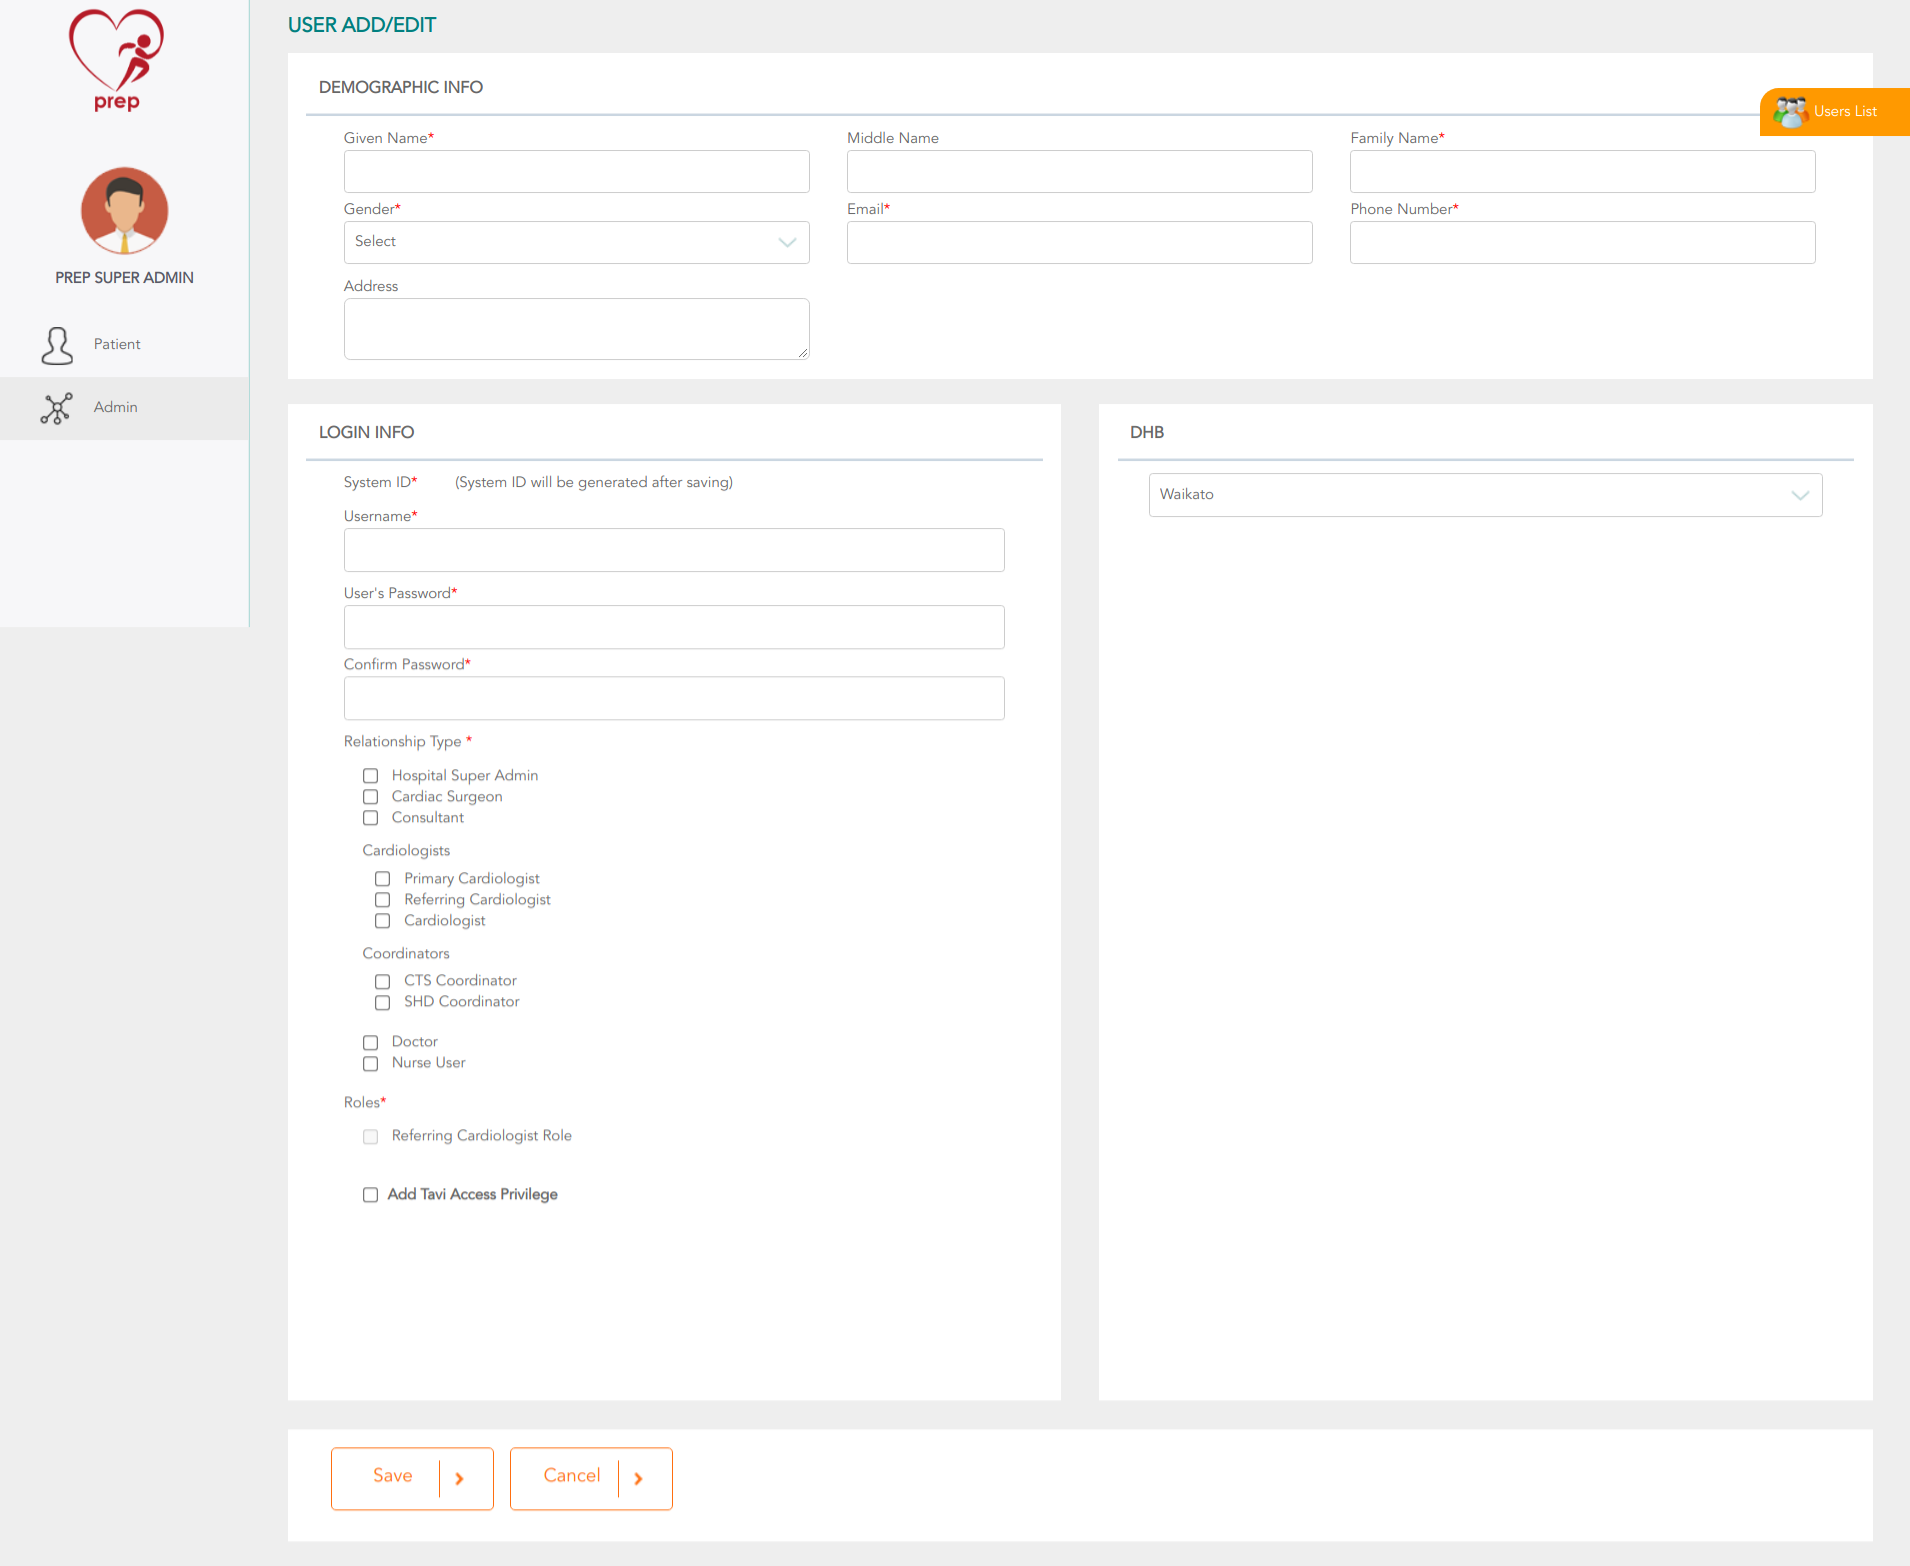 prep
PREP SUPER ADMIN
Patient
Admin
USER ADD/EDIT
DEMOGRAPHIC INFO
Users List
Given Name*
Middle Name
Family Name*
Gender*
Email*
Phone Number*
Select
Address
LOGIN INFO
System ID* (System ID will be generated after saving)
Username*
User's Password*
Confirm Password*
Relationship Type *
Hospital Super Admin
Cardiac Surgeon
Consultant
Cardiologists
Primary Cardiologist
Referring Cardiologist
Cardiologist
Coordinators
CTS Coordinator
SHD Coordinator
Doctor
Nurse User
Roles*
Referring Cardiologist Role
Add Tavi Access Privilege
DHB
Waikato
Save
Cancel